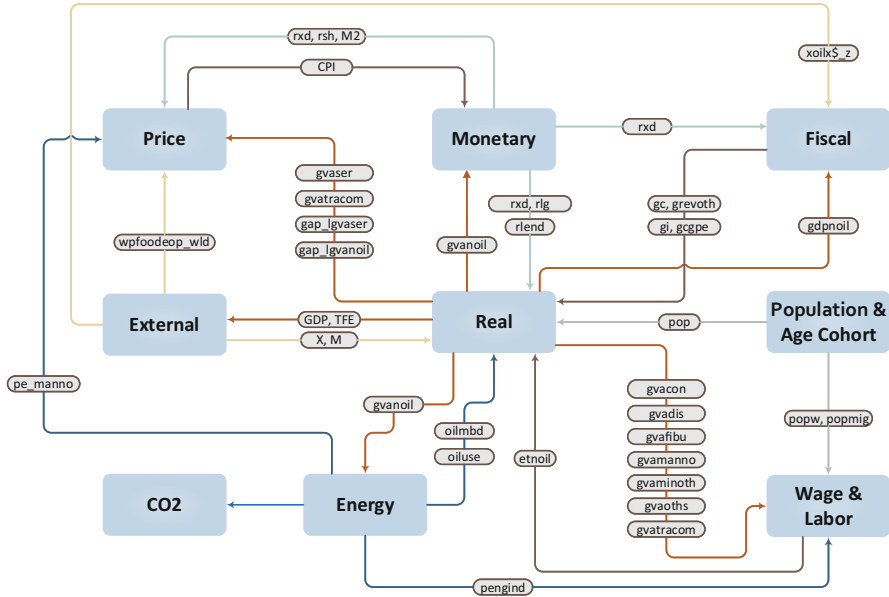 rxd, rsh, M2
xoilx$_z
CPI
Price
Monetary
rxd
Fiscal
gvaser
gvatracom
gap_lgvaser
gap_lgvanoil
rxd, rlg
rlend
gc, grevoth
gi, gcgpe
gdpnoil
wpfoodeop_wld
gvanoil
External
GDP, TFE
X, M
Real
pop
Population &
Age Cohort
pe_manno
gvanoil
oilmbd
oiluse
etnoil
gvacon
gvadis
gvafibu
gvamanno
gvaminoth
gvaoths
gvatracom
popw, popmig
CO2
Energy
Wage &
Labor
pengind